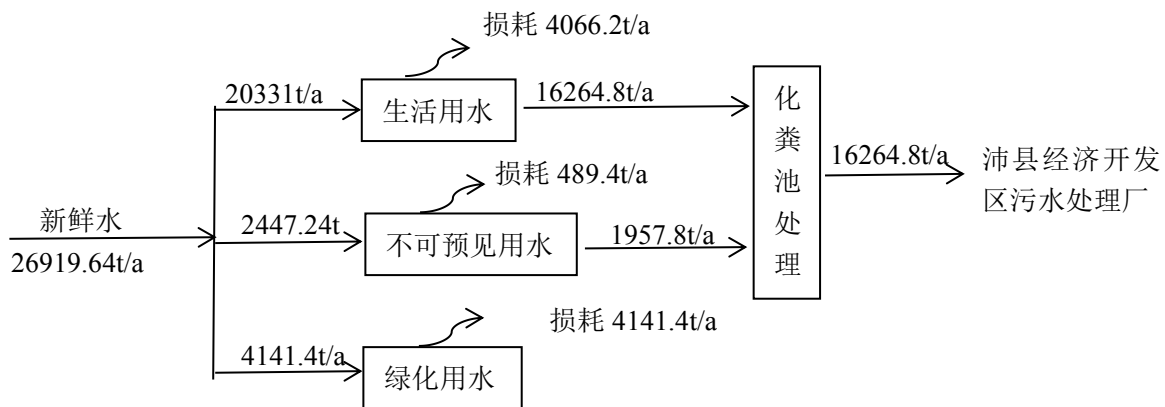 损耗 4066.2t/a
20331t/a
生活用水
16264.8t/a
化粪池处理
16264.8t/a
沛县经济开发
区污水处理厂
损耗 489.4t/a
新鲜水
26919.64t/a
2447.24t
不可预见用水
1957.8t/a
损耗 4141.4t/a
4141.4t/a
绿化用水